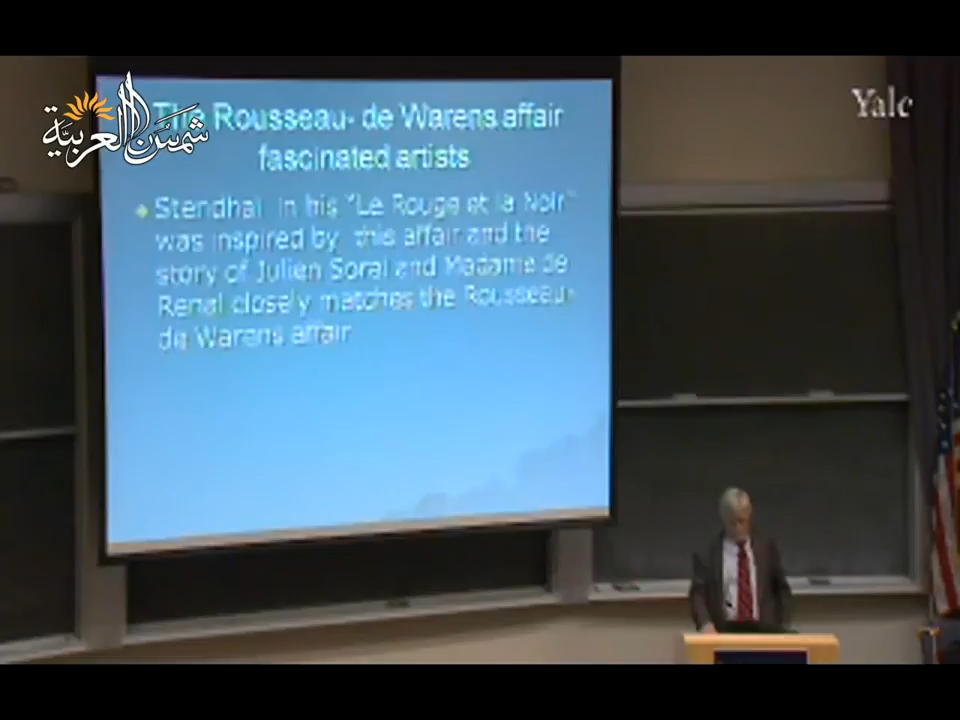 شمس العربية
Yale
The Rousseau- de Warens affair
fascinated artists
Stendhal in his "Le Rouge et la Noir"
was inspired by this affair and the
story of Julien Soral and Madame de
Renal closely matches the Rousseau-
de Warens affair